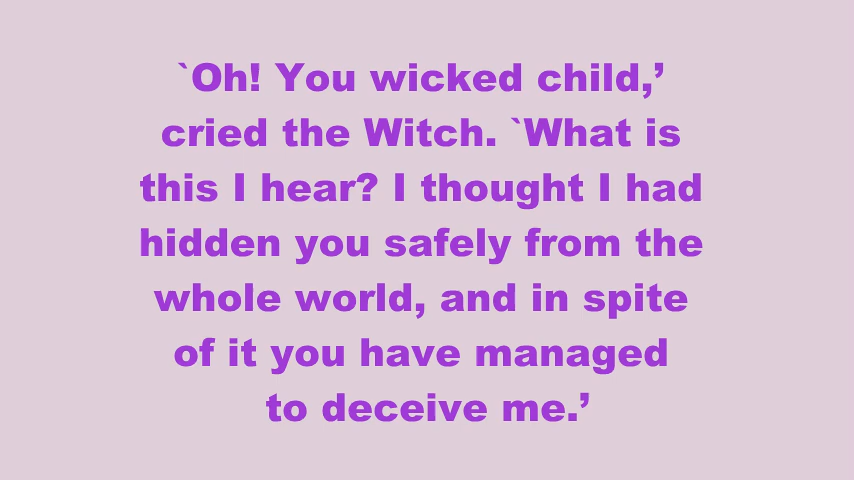 `Oh! You wicked child,’
cried the Witch. `What is
this I hear? I thought I had
hidden you safely from the
whole world, and in spite
of it you have managed
to deceive me.’